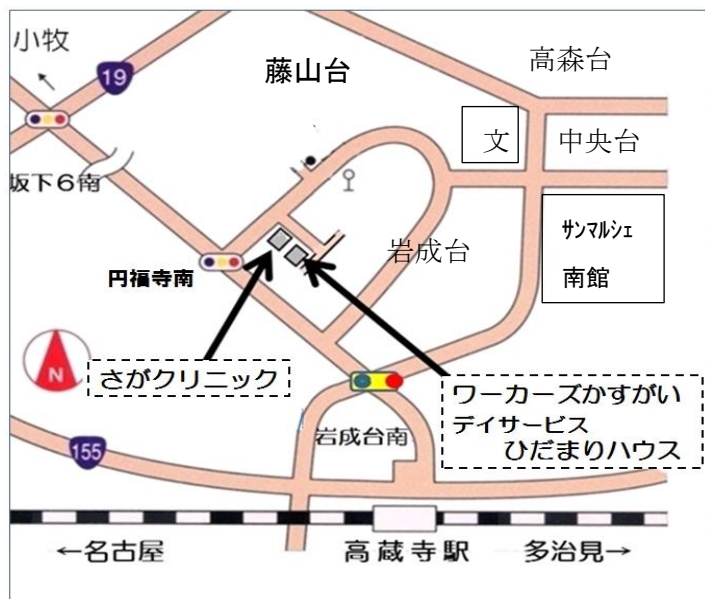 小牧
19
藤山台
高森台
文
中央台
坂下6南
岩成台
サンマルシェ
南館
円福寺南
N
さがクリニック
ワーカーズかすがい
デイサービス
ひだまりハウス
岩成台南
155
←名古屋
高蔵寺駅
多治見→